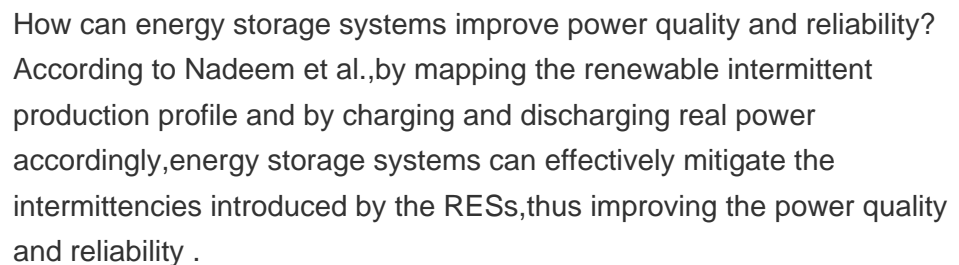 How can energy storage systems improve power quality and reliability?
According to Nadeem et al.,by mapping the renewable intermittent
production profile and by charging and discharging real power
accordingly,energy storage systems can effectively mitigate the
intermittencies introduced by the RESs,thus improving the power quality
and reliability .